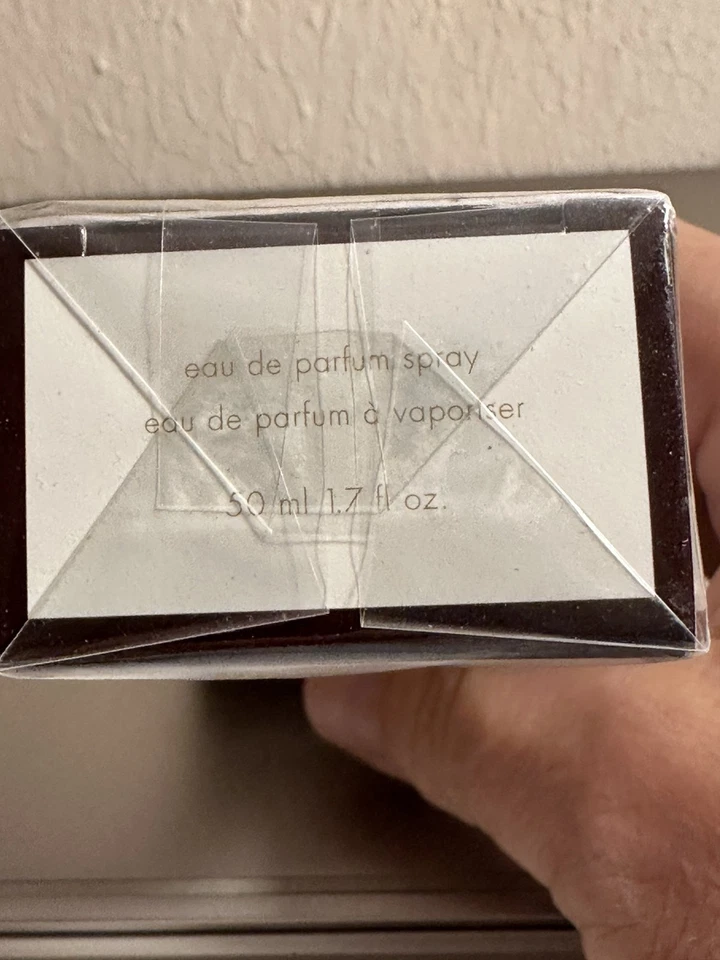 eau de parfum spray
eau de parfum à vaporiser
50 ml 1.7 fl oz.